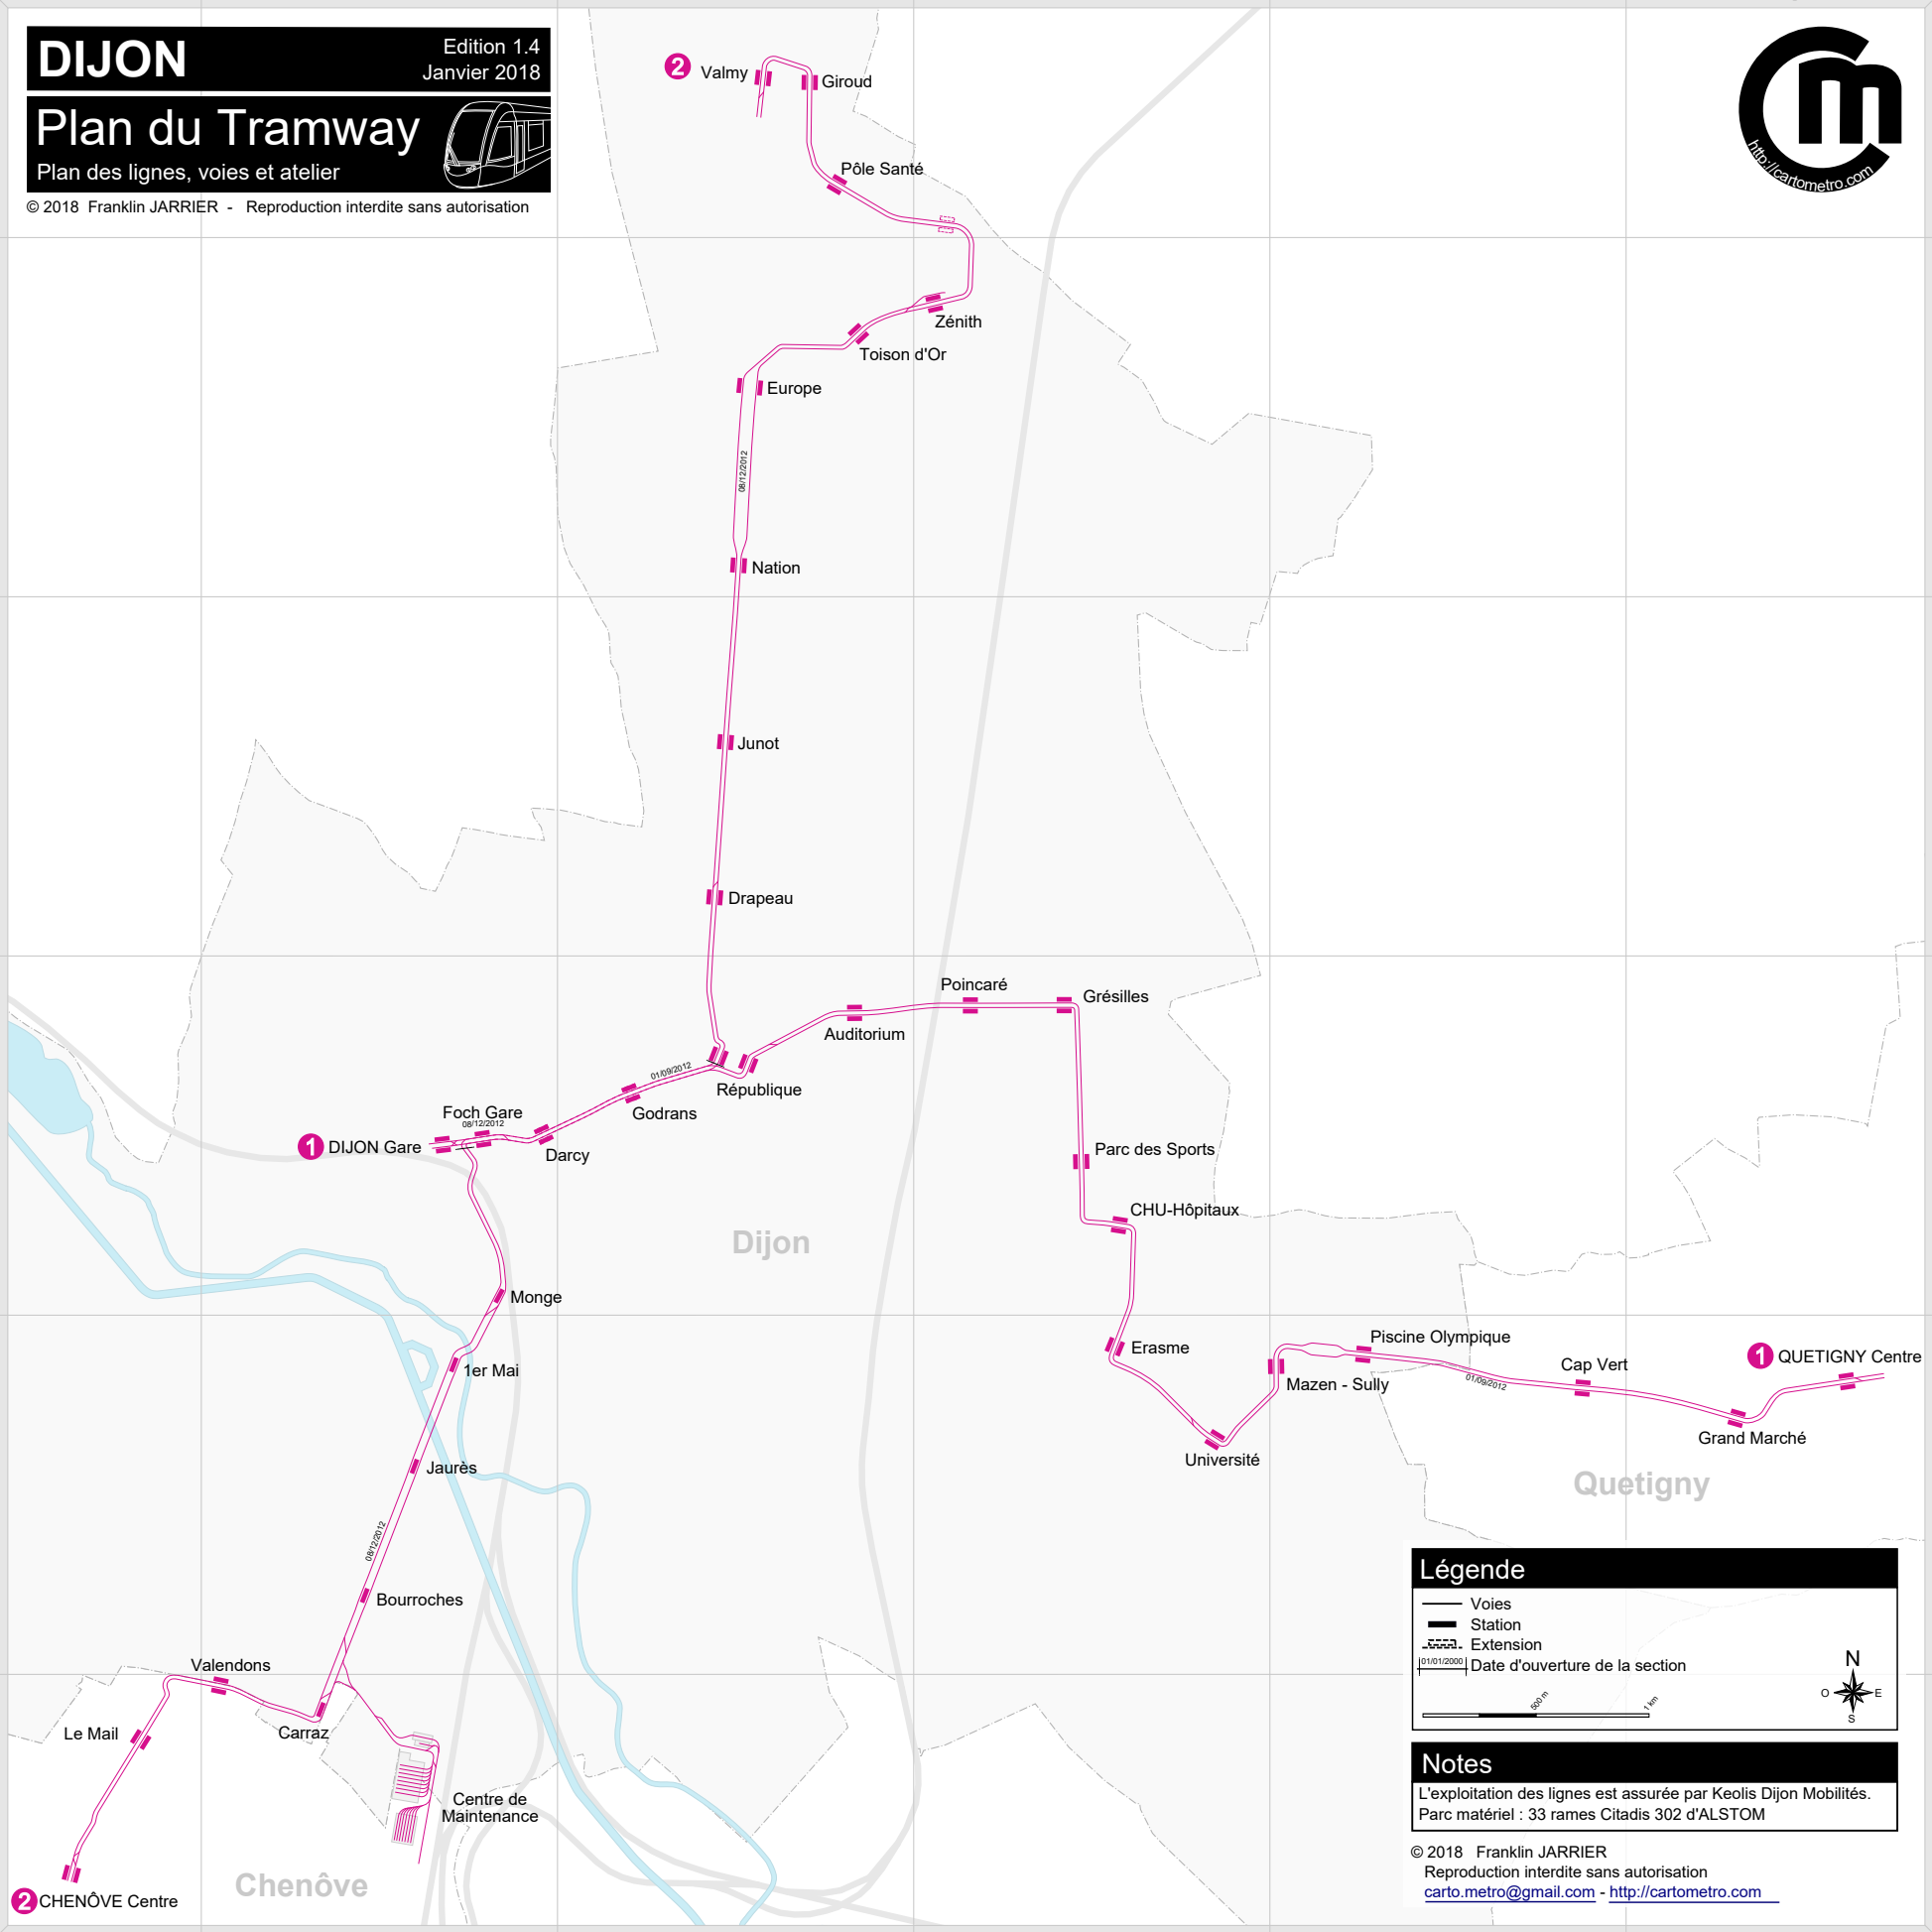 DIJON
Edition 1.4
Janvier 2018
Plan du Tramway
Plan des lignes, voies et atelier
© 2018 Franklin JARRIER - Reproduction interdite sans autorisation
http://cartometro.com
2 Valmy
Giroud
Pôle Santé
Zénith
Toison d'Or
Europe
08/12/2012
Nation
Junot
Drapeau
Poincaré
Grésilles
Auditorium
01/09/2012
République
Godrans
Foch Gare
08/12/2012
1 DIJON Gare
Darcy
Parc des Sports
CHU-Hôpitaux
Dijon
Monge
Erasme
Piscine Olympique
1 QUETIGNY Centre
Cap Vert
1er Mai
Mazen - Sully
01/09/2012
Grand Marché
Université
Jaurès
Quetigny
08/12/2012
Bourroches
Valendons
Carraz
Le Mail
Centre de
Maintenance
Chenôve
2 CHENÔVE Centre
Légende
Voies
Station
Extension
01/01/2000 Date d'ouverture de la section
500 m
1 km
N
O
E
S
Notes
L'exploitation des lignes est assurée par Keolis Dijon Mobilités.
Parc matériel : 33 rames Citadis 302 d'ALSTOM
© 2018 Franklin JARRIER
Reproduction interdite sans autorisation
carto.metro@gmail.com - http://cartometro.com